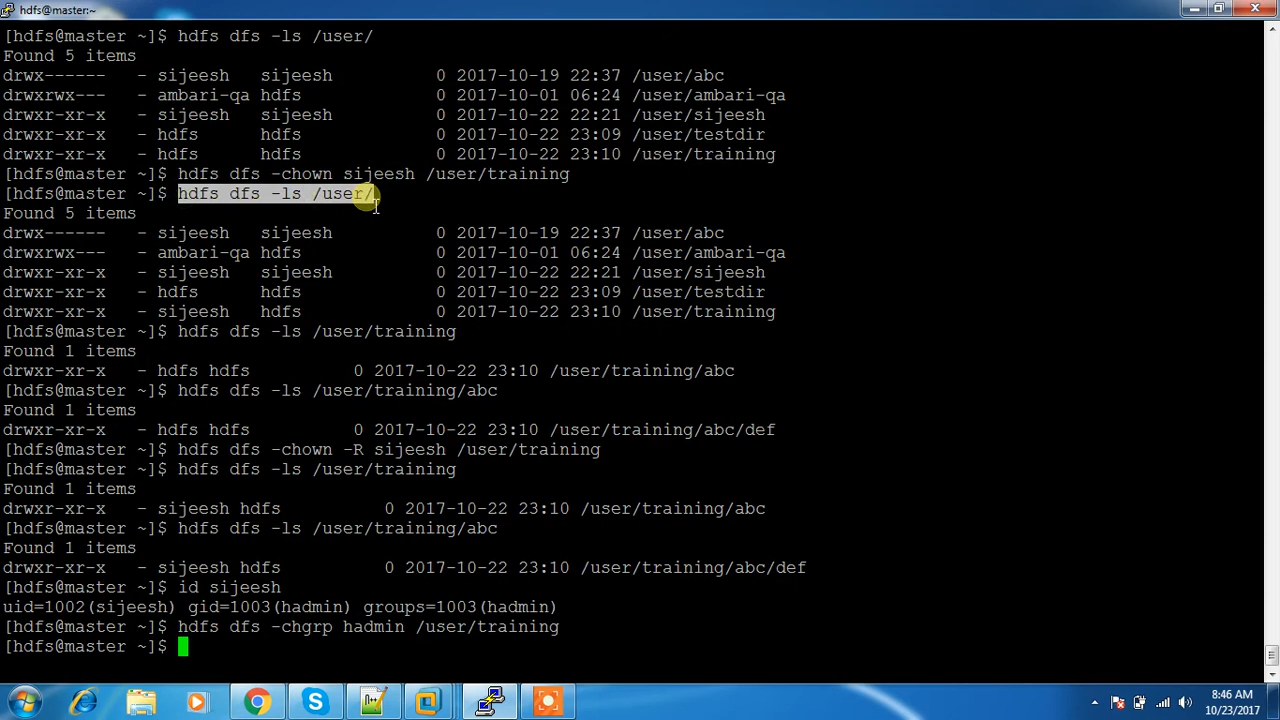 hdfs@master:~
[hdfs@master ~]$ hdfs dfs -ls /user/
Found 5 items
drwx------   - sijeesh   sijeesh          0 2017-10-19 22:37 /user/abc
drwxrwx---   - ambari-qa hdfs             0 2017-10-01 06:24 /user/ambari-qa
drwxr-xr-x   - sijeesh   sijeesh          0 2017-10-22 22:21 /user/sijeesh
drwxr-xr-x   - hdfs      hdfs             0 2017-10-22 23:09 /user/testdir
drwxr-xr-x   - hdfs      hdfs             0 2017-10-22 23:10 /user/training
[hdfs@master ~]$ hdfs dfs -chown sijeesh /user/training
[hdfs@master ~]$ hdfs dfs -ls /user/
Found 5 items
drwx------   - sijeesh   sijeesh          0 2017-10-19 22:37 /user/abc
drwxrwx---   - ambari-qa hdfs             0 2017-10-01 06:24 /user/ambari-qa
drwxr-xr-x   - sijeesh   sijeesh          0 2017-10-22 22:21 /user/sijeesh
drwxr-xr-x   - hdfs      hdfs             0 2017-10-22 23:09 /user/testdir
drwxr-xr-x   - sijeesh   hdfs             0 2017-10-22 23:10 /user/training
[hdfs@master ~]$ hdfs dfs -ls /user/training
Found 1 items
drwxr-xr-x   - hdfs hdfs          0 2017-10-22 23:10 /user/training/abc
[hdfs@master ~]$ hdfs dfs -ls /user/training/abc
Found 1 items
drwxr-xr-x   - hdfs hdfs          0 2017-10-22 23:10 /user/training/abc/def
[hdfs@master ~]$ hdfs dfs -chown -R sijeesh /user/training
[hdfs@master ~]$ hdfs dfs -ls /user/training
Found 1 items
drwxr-xr-x   - sijeesh hdfs          0 2017-10-22 23:10 /user/training/abc
[hdfs@master ~]$ hdfs dfs -ls /user/training/abc
Found 1 items
drwxr-xr-x   - sijeesh hdfs          0 2017-10-22 23:10 /user/training/abc/def
[hdfs@master ~]$ id sijeesh
uid=1002(sijeesh) gid=1003(hadmin) groups=1003(hadmin)
[hdfs@master ~]$ hdfs dfs -chgrp hadmin /user/training
[hdfs@master ~]$
8:46 AM
10/23/2017